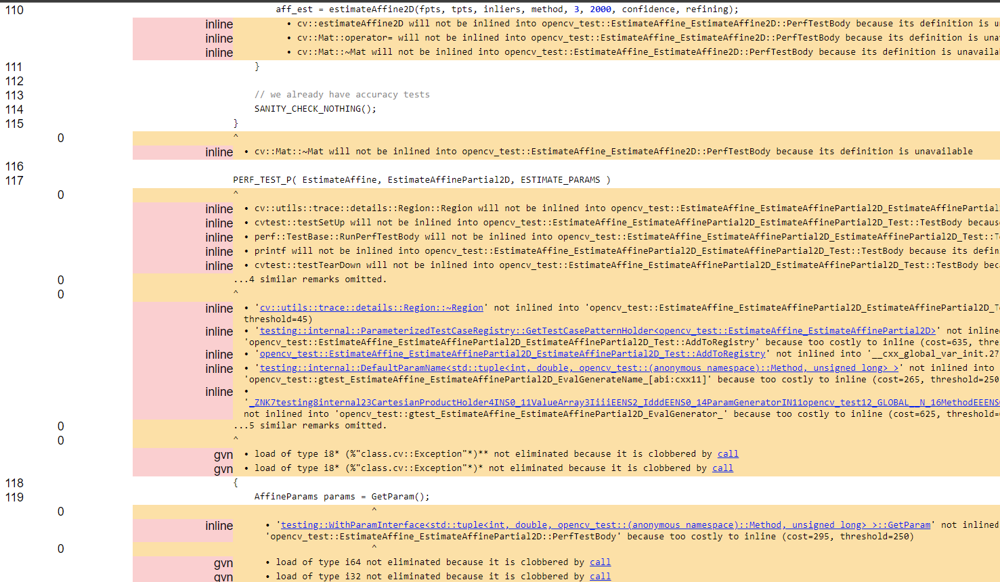 110 aff_est = estimateAffine2D(fpts, tpts, inliers, method, 3, 2000, confidence, refining);
inline • cv::estimateAffine2D will not be inlined into opencv_test::EstimateAffine_EstimateAffine2D::PerfTestBody because its definition is
inline • cv::Mat::operator= will not be inlined into opencv_test::EstimateAffine_EstimateAffine2D::PerfTestBody because its definition is
inline • cv::Mat::~Mat will not be inlined into opencv_test::EstimateAffine_EstimateAffine2D::PerfTestBody because its definition is
111 }
112
113 // we already have accuracy tests
114 SANITY_CHECK_NOTHING();
115 }
0 ^
inline • cv::Mat::~Mat will not be inlined into opencv_test::EstimateAffine_EstimateAffine2D::PerfTestBody because its definition is unavailable
116
117 PERF_TEST_P( EstimateAffine, EstimateAffinePartial2D, ESTIMATE_PARAMS )
0 ^
inline • cv::utils::trace::details::Region::Region will not be inlined into opencv_test::EstimateAffine_EstimateAffinePartial2D_EstimateAffinePartial
inline • cvtest::testSetUp will not be inlined into opencv_test::EstimateAffine_EstimateAffinePartial2D_EstimateAffinePartial2D_Test::TestBody becaus
inline • perf::TestBase::RunPerfTestBody will not be inlined into opencv_test::EstimateAffine_EstimateAffinePartial2D_EstimateAffinePartial2D_Test::T
inline • printf will not be inlined into opencv_test::EstimateAffine_EstimateAffinePartial2D_EstimateAffinePartial2D_Test::TestBody because its defin
inline • cvtest::testTearDown will not be inlined into opencv_test::EstimateAffine_EstimateAffinePartial2D_EstimateAffinePartial2D_Test::TestBody bec
0 ...4 similar remarks omitted.
0 ^
inline • 'cv::utils::trace::details::Region::~Region' not inlined into 'opencv_test::EstimateAffine_EstimateAffinePartial2D_EstimateAffinePartial2D_T
threshold=45)
inline • 'testing::internal::ParameterizedTestCaseRegistry::GetTestCasePatternHolder<opencv_test::EstimateAffine_EstimateAffinePartial2D>' not inline
'opencv_test::EstimateAffine_EstimateAffinePartial2D_EstimateAffinePartial2D_Test::AddToRegistry' because too costly to inline (cost=635, thres
inline • 'opencv_test::EstimateAffine_EstimateAffinePartial2D_EstimateAffinePartial2D_Test::AddToRegistry' not inlined into '__cxx_global_var_init.27
inline • 'testing::internal::DefaultParamName<std::tuple<int, double, opencv_test::(anonymous namespace)::Method, unsigned long> >' not inlined into
'opencv_test::gtest_EstimateAffine_EstimateAffinePartial2D_EvalGenerateName_[abi:cxx11]' because too costly to inline (cost=265, threshold=250
inline •
'_ZNK7testing8internal23CartesianProductHolder4INS0_11ValueArray3IiiiEENS2_IdddEENS0_14ParamGeneratorIN11opencv_test12_GLOBAL__N_16MethodEEENS
not inlined into 'opencv_test::gtest_EstimateAffine_EstimateAffinePartial2D_EvalGenerator_' because too costly to inline (cost=625, threshold=
0 ...5 similar remarks omitted.
0 ^
gvn • load of type i8* (%"class.cv::Exception"*)** not eliminated because it is clobbered by call
gvn • load of type i8* (%"class.cv::Exception"*)* not eliminated because it is clobbered by call
118 {
119 AffineParams params = GetParam();
0 ^
inline • 'testing::WithParamInterface<std::tuple<int, double, opencv_test::(anonymous namespace)::Method, unsigned long> >::GetParam' not inlined
'opencv_test::EstimateAffine_EstimateAffinePartial2D::PerfTestBody' because too costly to inline (cost=295, threshold=250)
0 ^
gvn • load of type i64 not eliminated because it is clobbered by call
gvn • load of type i32 not eliminated because it is clobbered by call